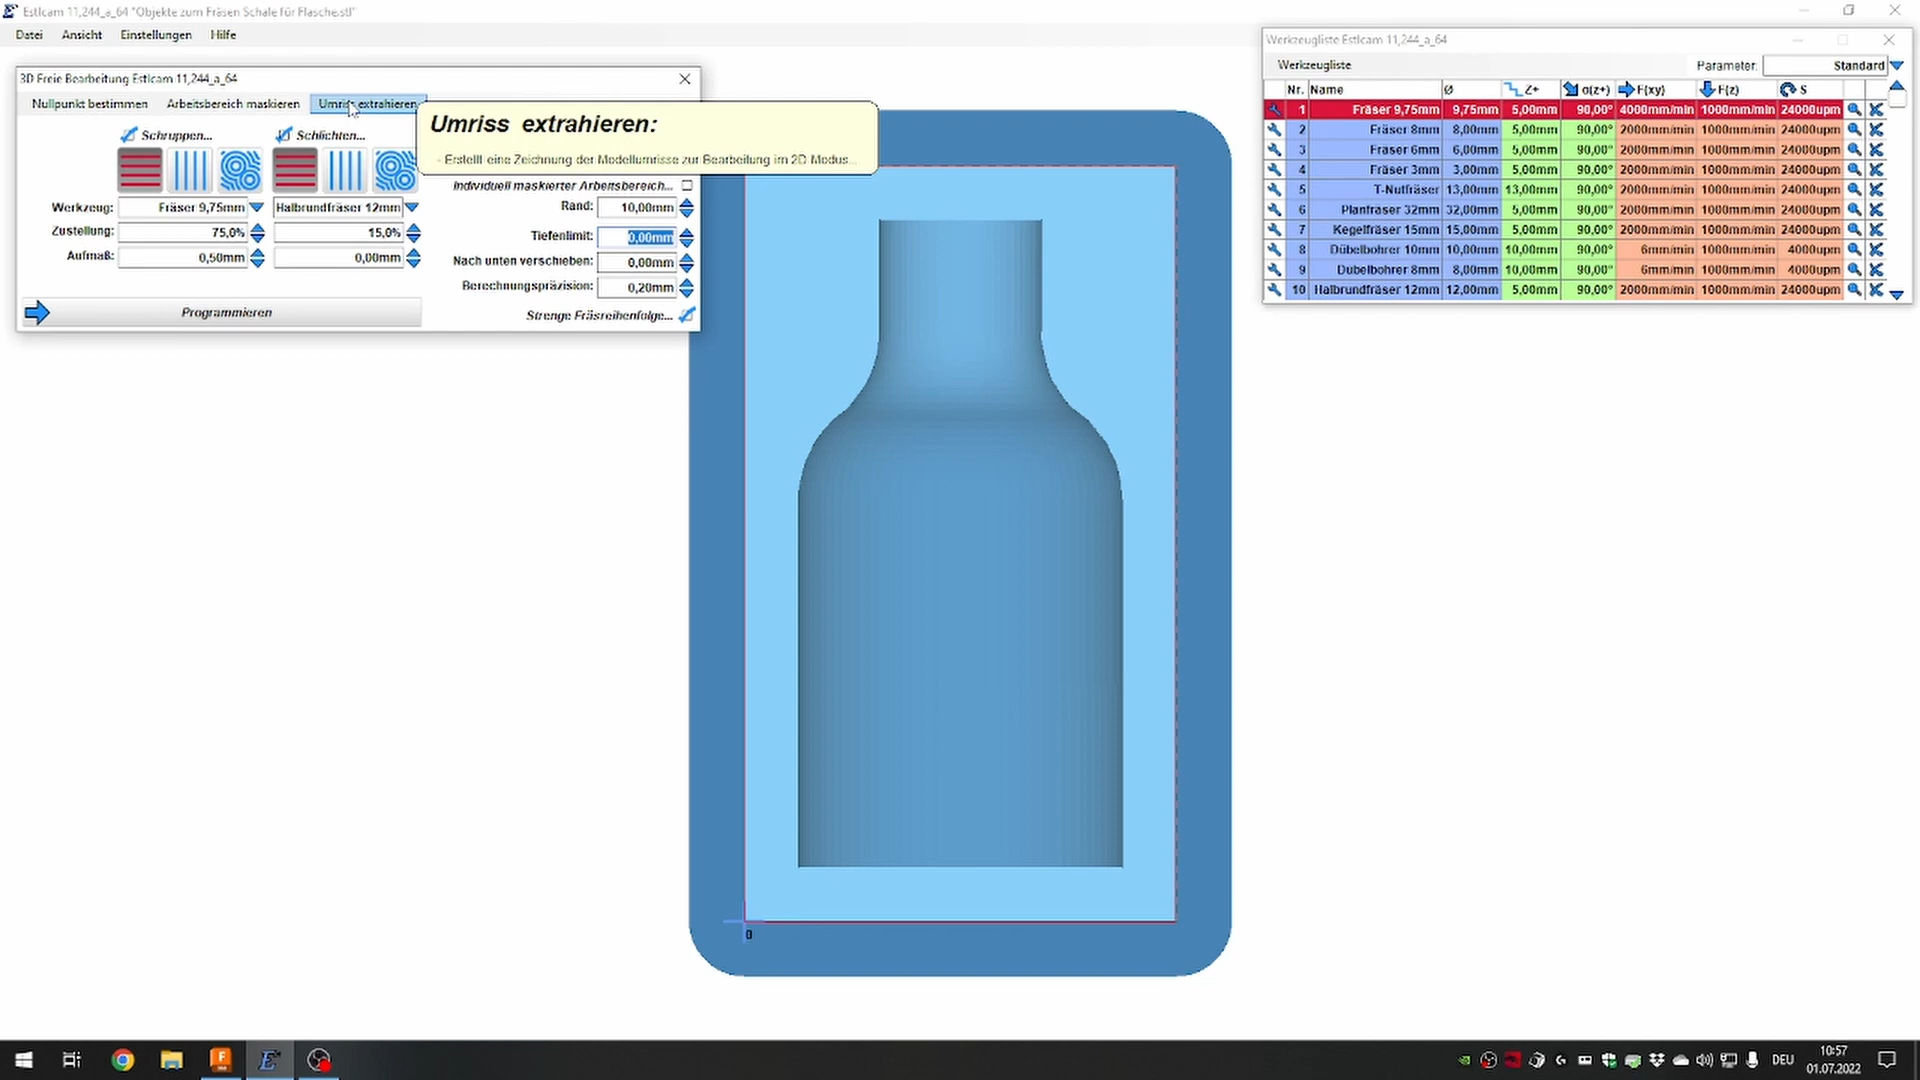 Estlcam 11,244_a_64 "Objekte zum Fräsen Schale für Flasche.stl"
Datei Ansicht Einstellungen Hilfe
3D Freie Bearbeitung Estlcam 11,244_a_64
Nullpunkt bestimmen Arbeitsbereich maskieren Umriss extrahieren
Umriss extrahieren:
- Erstellt eine Zeichnung der Modellumrisse zur Bearbeitung im 2D Modus...
Schruppen... Schlichten...
Individuell maskierter Arbeitsbereich...
Werkzeug: Fräser 9,75mm Halbrundfräser 12mm Rand: 10,00mm
Zustellung: 75,0% 15,0% Tiefenlimit: 0,00mm
Aufmaß: 0,50mm 0,00mm Nach unten verschieben: 0,00mm
Berechnungspräzision: 0,20mm
Programmieren Strenge Fräsreihenfolge...
0
Werkzeugliste Estlcam 11,244_a_64
Werkzeugliste Parameter: Standard
Nr. Name Ø Z+ α(z+) F(xy) F(z) S
1 Fräser 9,75mm 9,75mm 5,00mm 90,00° 4000mm/min 1000mm/min 24000upm
2 Fräser 8mm 8,00mm 5,00mm 90,00° 2000mm/min 1000mm/min 24000upm
3 Fräser 6mm 6,00mm 5,00mm 90,00° 2000mm/min 1000mm/min 24000upm
4 Fräser 3mm 3,00mm 5,00mm 90,00° 2000mm/min 1000mm/min 24000upm
5 T-Nutfräser 13,00mm 13,00mm 90,00° 2000mm/min 1000mm/min 24000upm
6 Planfräser 32mm 32,00mm 5,00mm 90,00° 2000mm/min 1000mm/min 24000upm
7 Kegelfräser 15mm 15,00mm 5,00mm 90,00° 2000mm/min 1000mm/min 24000upm
8 Dübelbohrer 10mm 10,00mm 10,00mm 90,00° 6mm/min 1000mm/min 4000upm
9 Dübelbohrer 8mm 8,00mm 10,00mm 90,00° 6mm/min 1000mm/min 4000upm
10 Halbrundfräser 12mm 12,00mm 5,00mm 90,00° 2000mm/min 1000mm/min 24000upm
DEU
10:57
01.07.2022